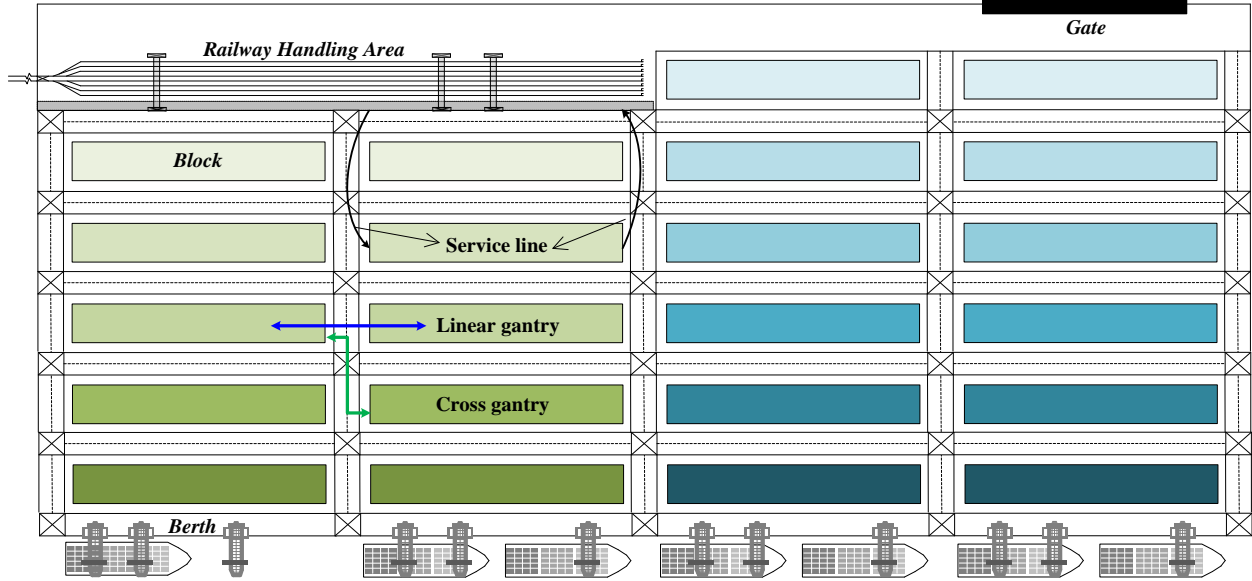 Gate
Railway Handling Area
Block
Service line
Linear gantry
Cross gantry
Berth